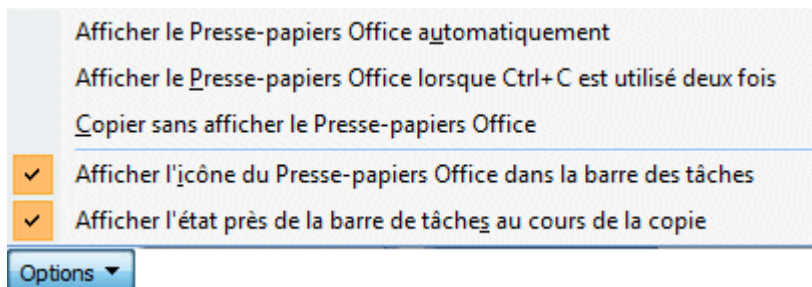 Afficher le Presse-papiers Office automatiquement
Afficher le Presse-papiers Office lorsque Ctrl+C est utilisé deux fois
Copier sans afficher le Presse-papiers Office
Afficher l'icône du Presse-papiers Office dans la barre des tâches
Afficher l'état près de la barre de tâches au cours de la copie
Options